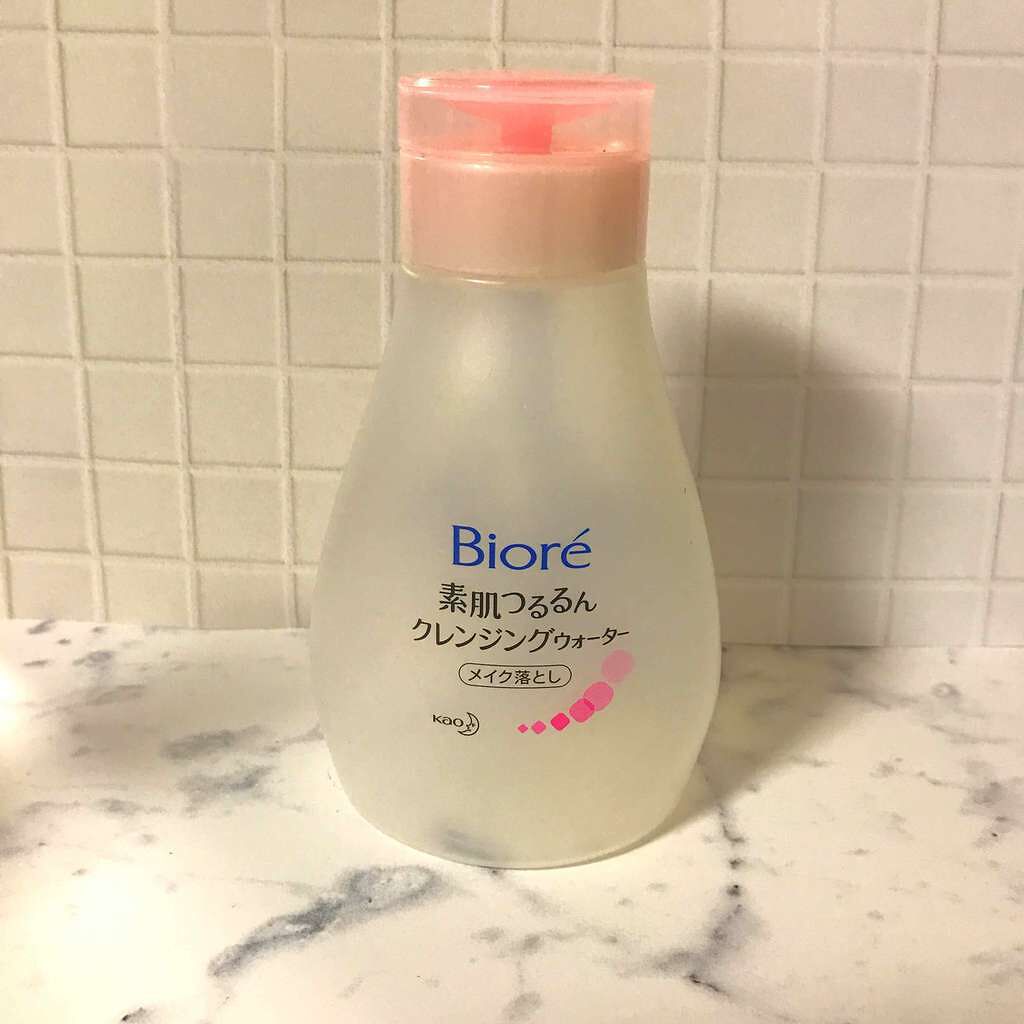 Bioré
素肌つるるん
クレンジングウォーター
メイク落とし
Kao